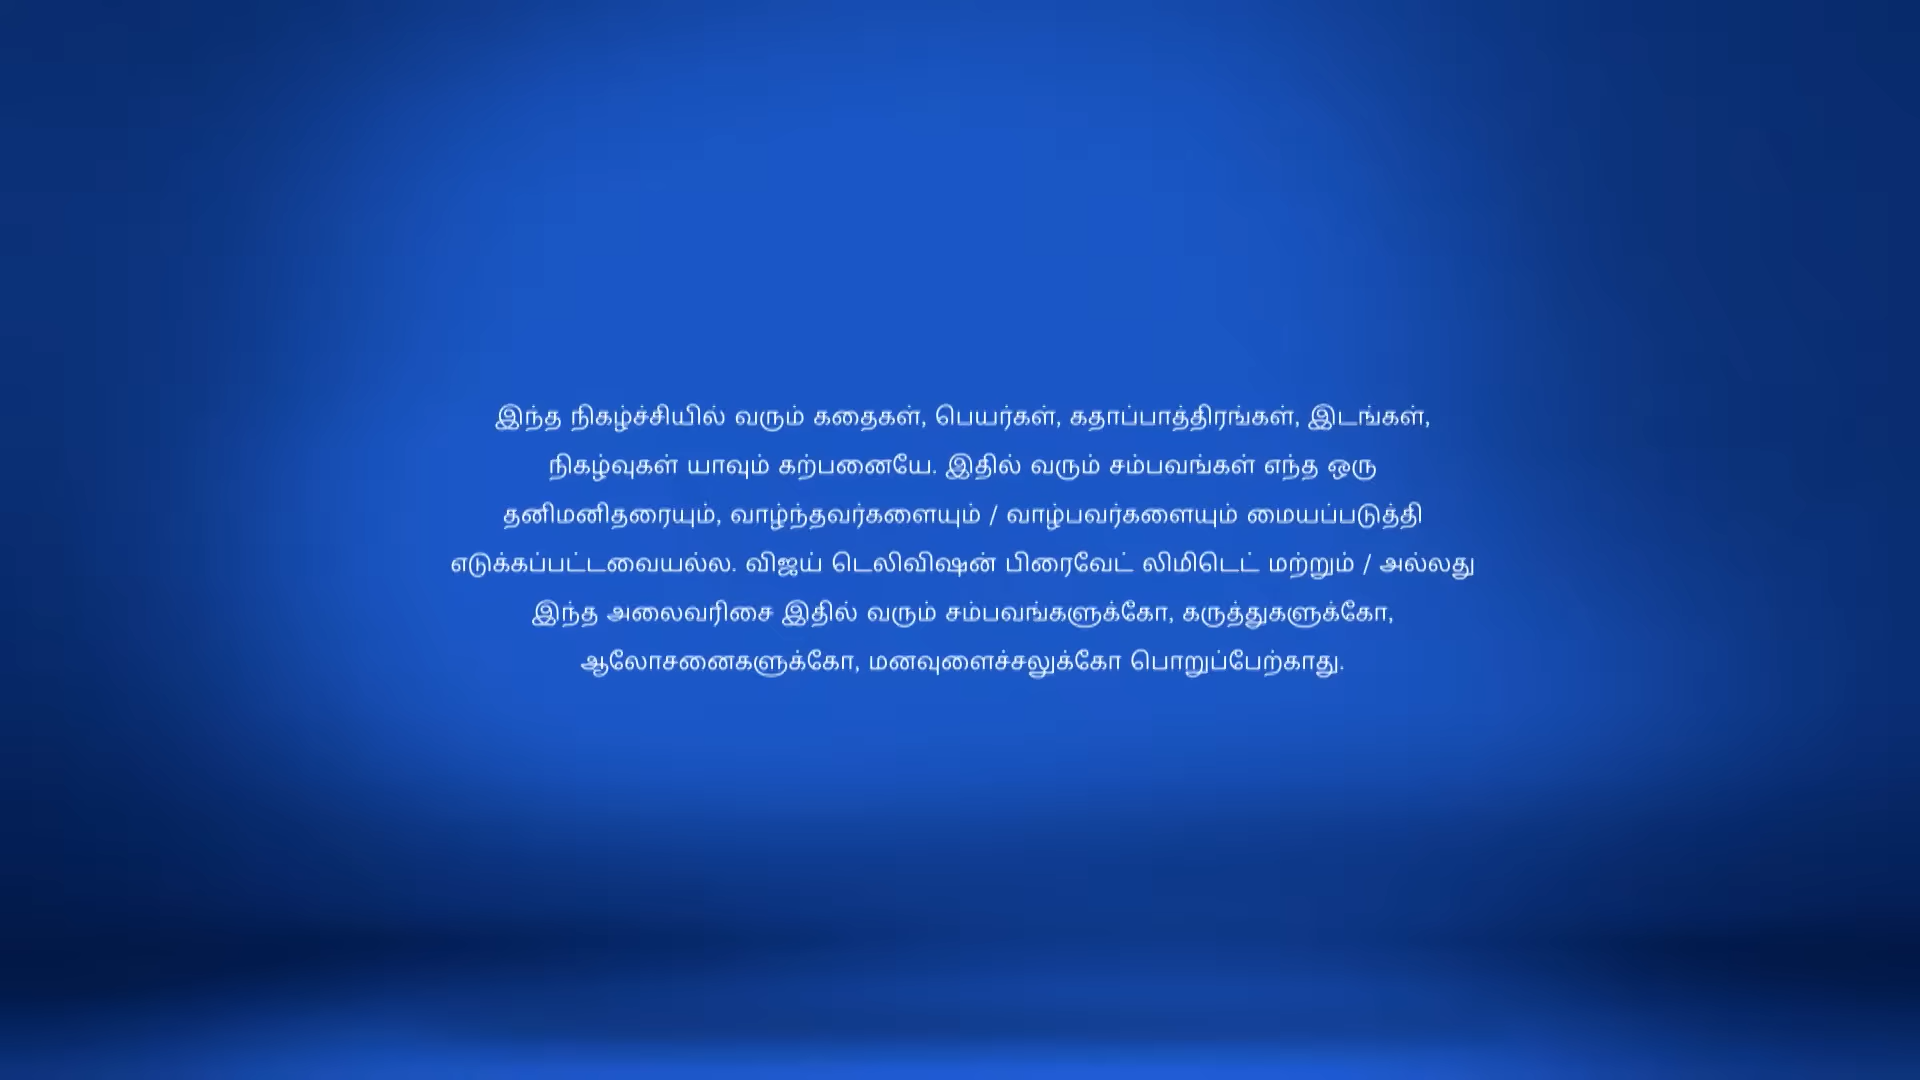 இந்த நிகழ்ச்சியில் வரும் கதைகள், பெயர்கள், கதாப்பாத்திரங்கள், இடங்கள்,
நிகழ்வுகள் யாவும் கற்பனையே. இதில் வரும் சம்பவங்கள் எந்த ஒரு
தனிமனிதரையும், வாழ்ந்தவர்களையும் / வாழ்பவர்களையும் மையப்படுத்தி
எடுக்கப்பட்டவையல்ல. விஜய் டெலிவிஷன் பிரைவேட் லிமிடெட் மற்றும் / அல்லது
இந்த அலைவரிசை இதில் வரும் சம்பவங்களுக்கோ, கருத்துகளுக்கோ,
ஆலோசனைகளுக்கோ, மனவுளைச்சலுக்கோ பொறுப்பேற்காது.